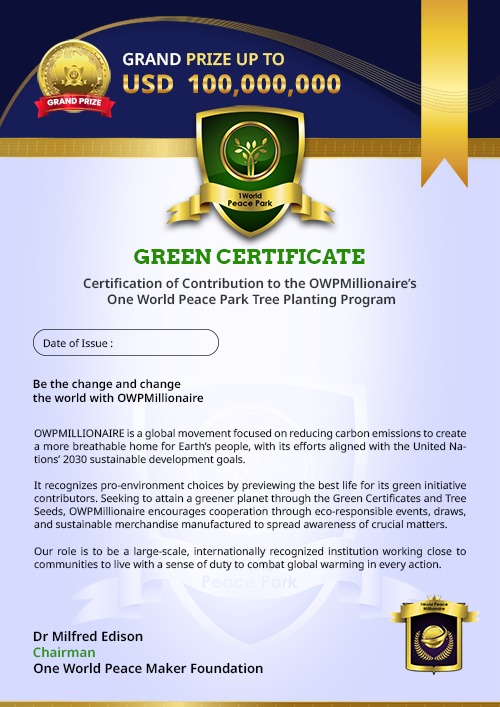 GRAND PRIZE UP TO
USD 100,000,000
GRAND PRIZE
1World
Peace Park
GREEN CERTIFICATE
Certification of Contribution to the OWPMillionaire's
One World Peace Park Tree Planting Program
Date of Issue :
Be the change and change
the world with OWPMillionaire
OWPMILLIONAIRE is a global movement focused on reducing carbon emissions to create
a more breathable home for Earth's people, with its efforts aligned with the United Na-
tions' 2030 sustainable development goals.
It recognizes pro-environment choices by previewing the best life for its green initiative
contributors. Seeking to attain a greener planet through the Green Certificates and Tree
Seeds, OWPMillionaire encourages cooperation through eco-responsible events, draws,
and sustainable merchandise manufactured to spread awareness of crucial matters.
Our role is to be a large-scale, internationally recognized institution working close to
communities to live with a sense of duty to combat global warming in every action.
Peace Park
1World Peace
Millionaire
Dr Milfred Edison
Chairman
One World Peace Maker Foundation